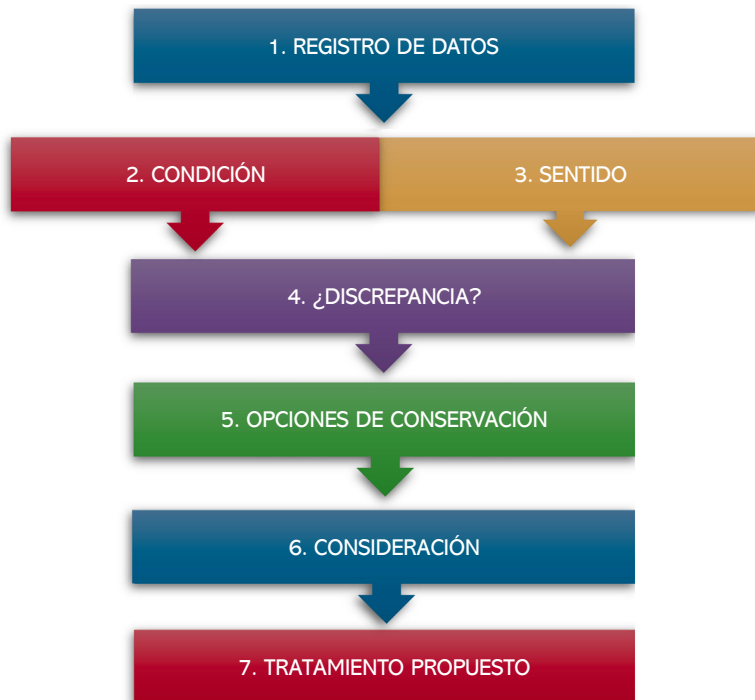 1. REGISTRO DE DATOS
2. CONDICIÓN
3. SENTIDO
4. ¿DISCREPANCIA?
5. OPCIONES DE CONSERVACIÓN
6. CONSIDERACIÓN
7. TRATAMIENTO PROPUESTO